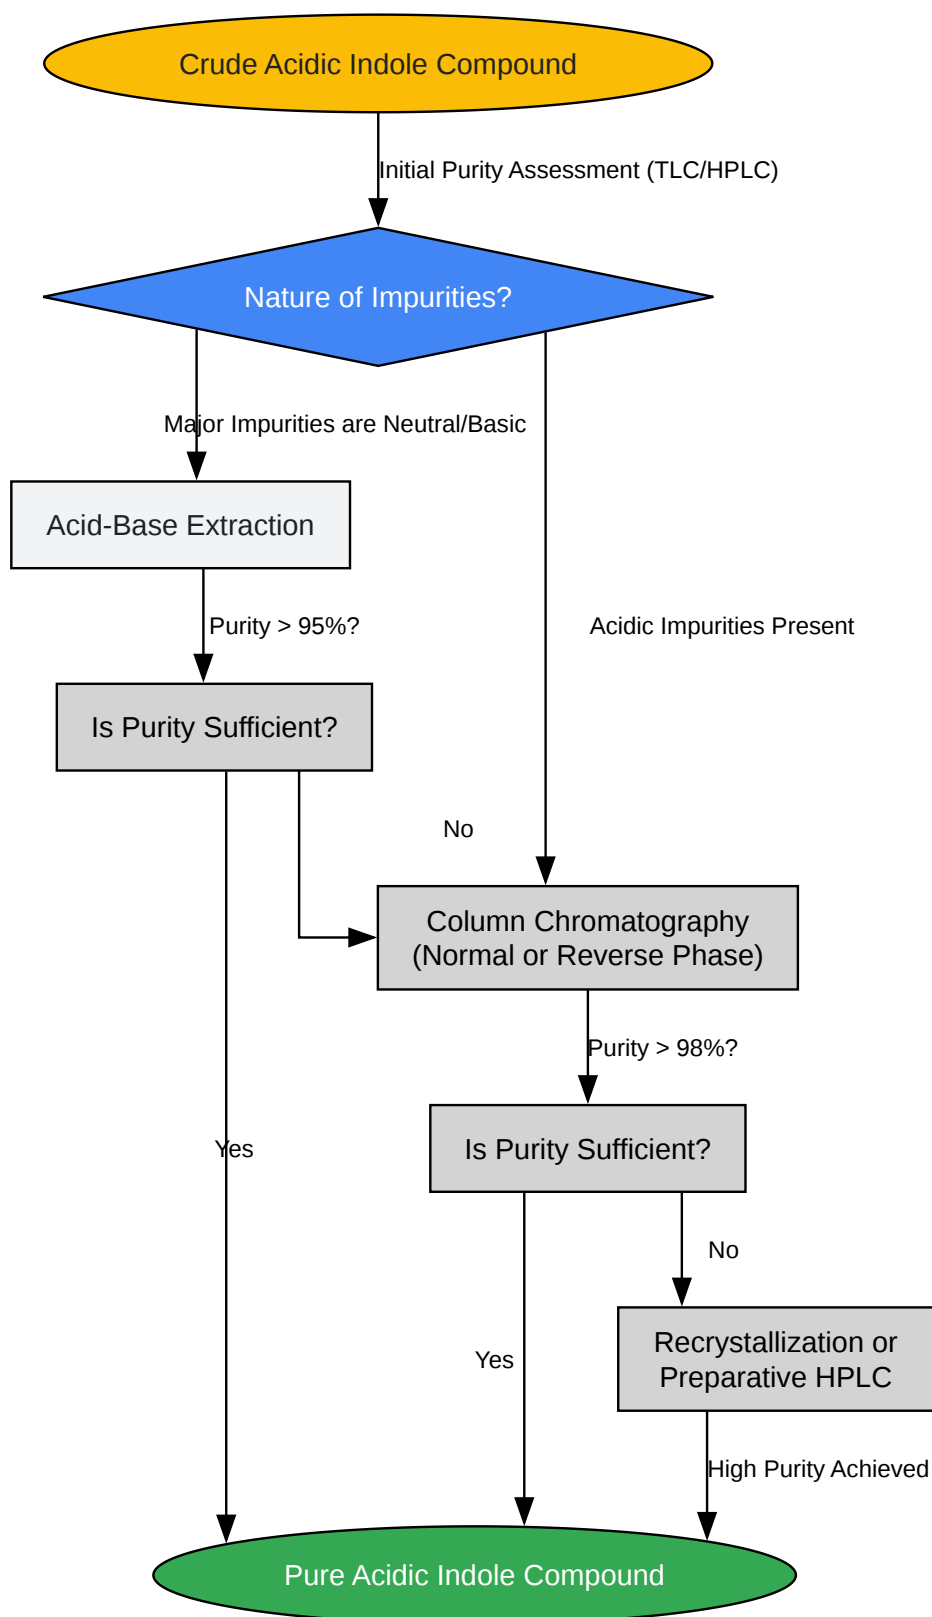 Crude Acidic Indole Compound
Initial Purity Assessment (TLC/HPLC)
Nature of Impurities?
Major Impurities are Neutral/Basic
Acid-Base Extraction
Purity > 95%?
Acidic Impurities Present
Is Purity Sufficient?
No
Column Chromatography
(Normal or Reverse Phase)
Purity > 98%?
Yes
Is Purity Sufficient?
No
Recrystallization or
Preparative HPLC
Yes
High Purity Achieved
Pure Acidic Indole Compound